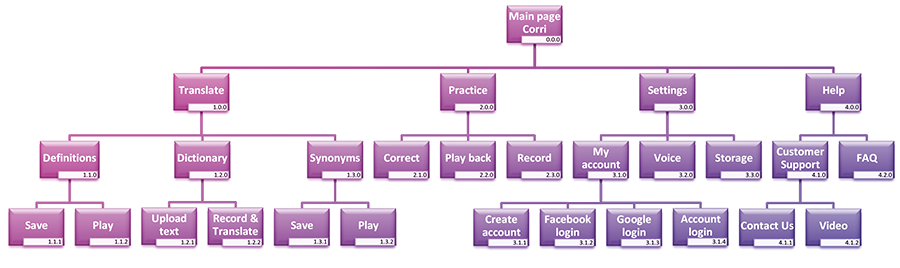 Main page
Corri
0.0.0
Translate
1.0.0
Practice
2.0.0
Settings
3.0.0
Help
4.0.0
Definitions
1.1.0
Dictionary
1.2.0
Synonyms
1.3.0
Correct
2.1.0
Play back
2.2.0
Record
2.3.0
My
account
3.1.0
Voice
3.2.0
Storage
3.3.0
Customer
Support
4.1.0
FAQ
4.2.0
Save
1.1.1
Play
1.1.2
Upload
text
1.2.1
Record &
Translate
1.2.2
Save
1.3.1
Play
1.3.2
Create
account
3.1.1
Facebook
login
3.1.2
Google
login
3.1.3
Account
login
3.1.4
Contact Us
4.1.1
Video
4.1.2